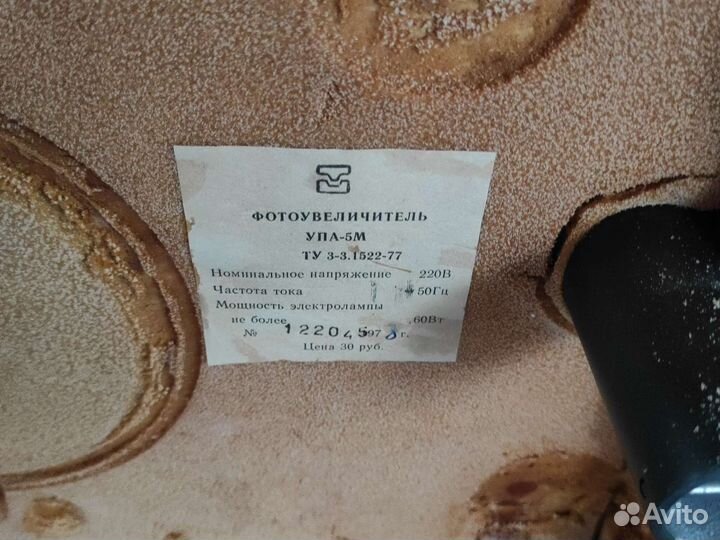 ФОТОУВЕЛИЧИТЕЛЬ
УПА-5М
ТУ 3-3.1522-77
Номинальное напряжение 220В
Частота тока 50Гц
Мощность электролампы
не более 60Вт
№ 122045 97 г.
Цена 30 руб.
Avito